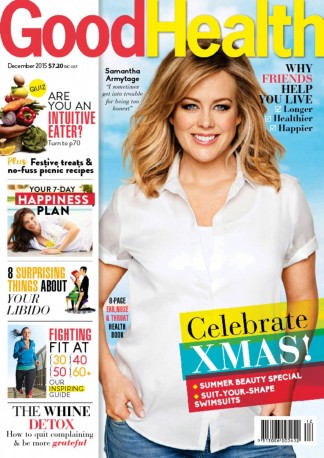 GoodHealth
December 2015 $7.20 INC GST
QUIZ
ARE
YOU AN
INTUITIVE
EATER?
Turn to p70
Plus Festive treats &
no-fuss picnic recipes
YOUR 7-DAY
HAPPINESS
PLAN
8 SURPRISING
THINGS ABOUT
YOUR
LIBIDO
FIGHTING
FIT AT
30 40
50 60+
OUR
INSPIRING
GUIDE
THE WHINE
DETOX
How to quit complaining
& be more grateful
Samantha
Armytage
"I sometimes
get into trouble
for being too
honest"
WHY
FRIENDS
HELP
YOU LIVE
Longer
Healthier
Happier
8-PAGE
EAR, NOSE
& THROAT
HEALTH
BOOK
Celebrate
XMAS!
SUMMER BEAUTY SPECIAL
SUIT-YOUR-SHAPE
SWIMSUITS